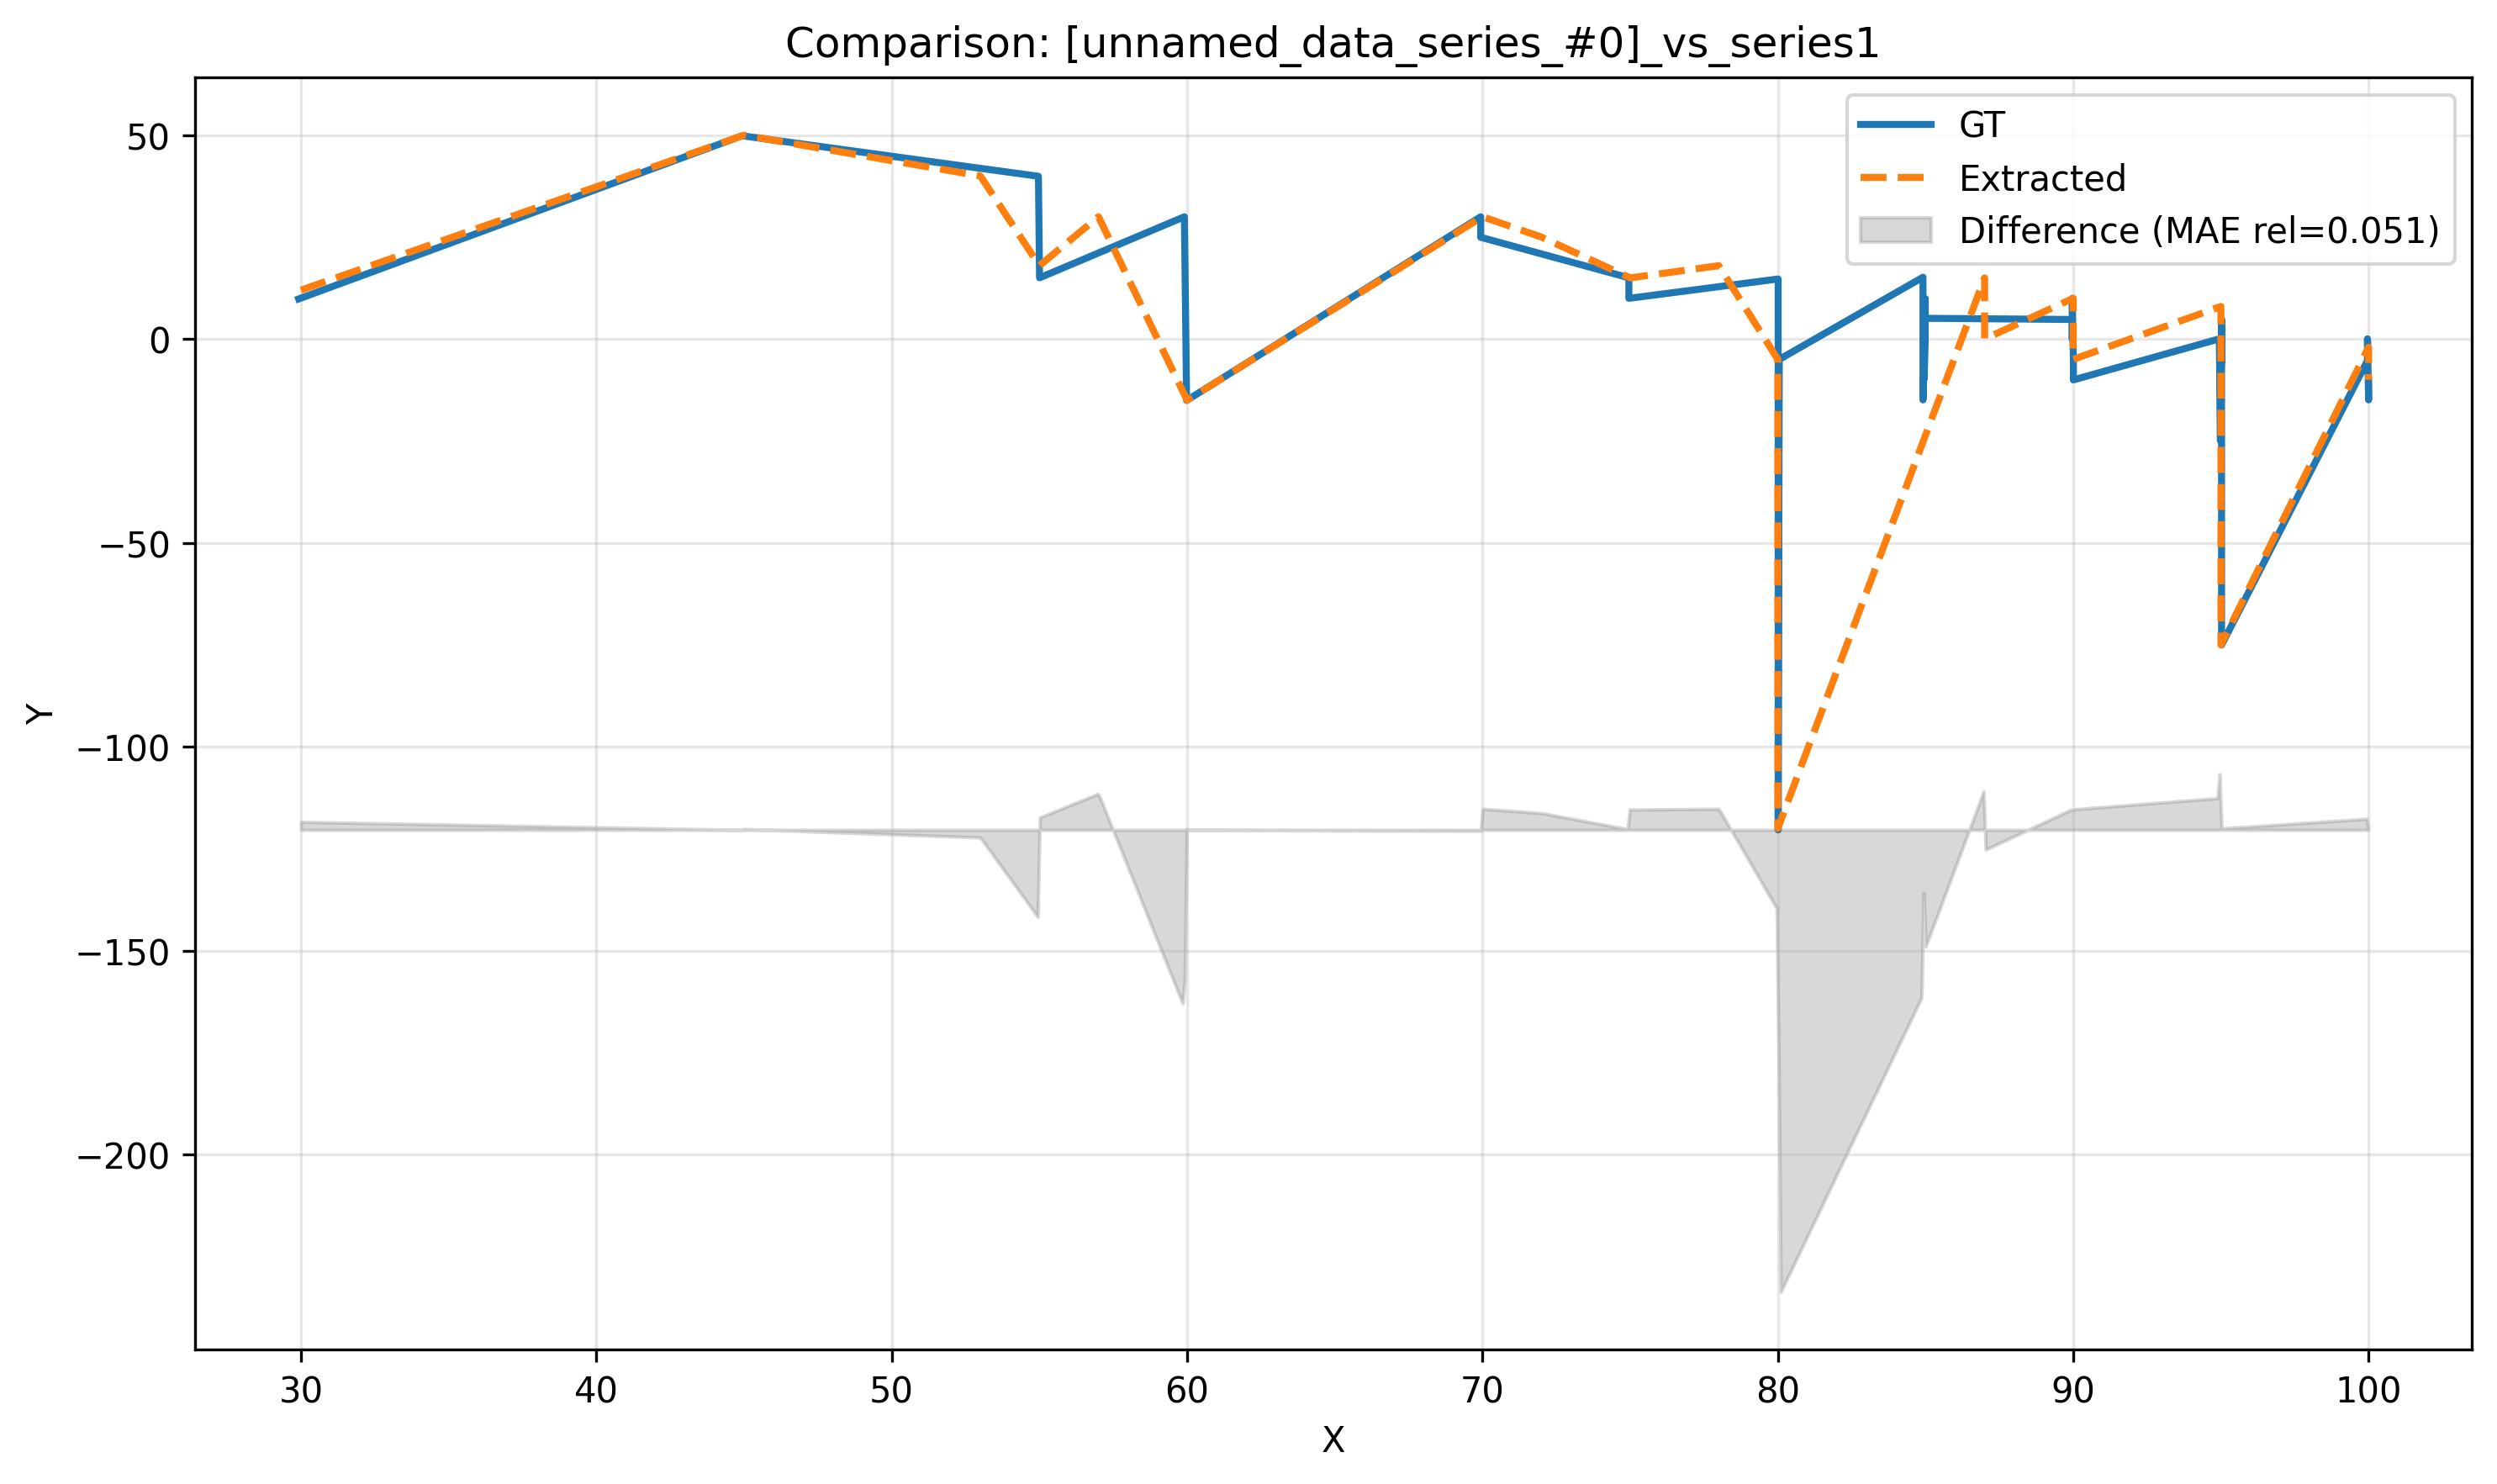 Comparison: [unnamed_data_series_#0]_vs_series1
GT
Extracted
Difference (MAE rel=0.051)
Y
50
0
−50
−100
−150
−200
30
40
50
60
70
80
90
100
X